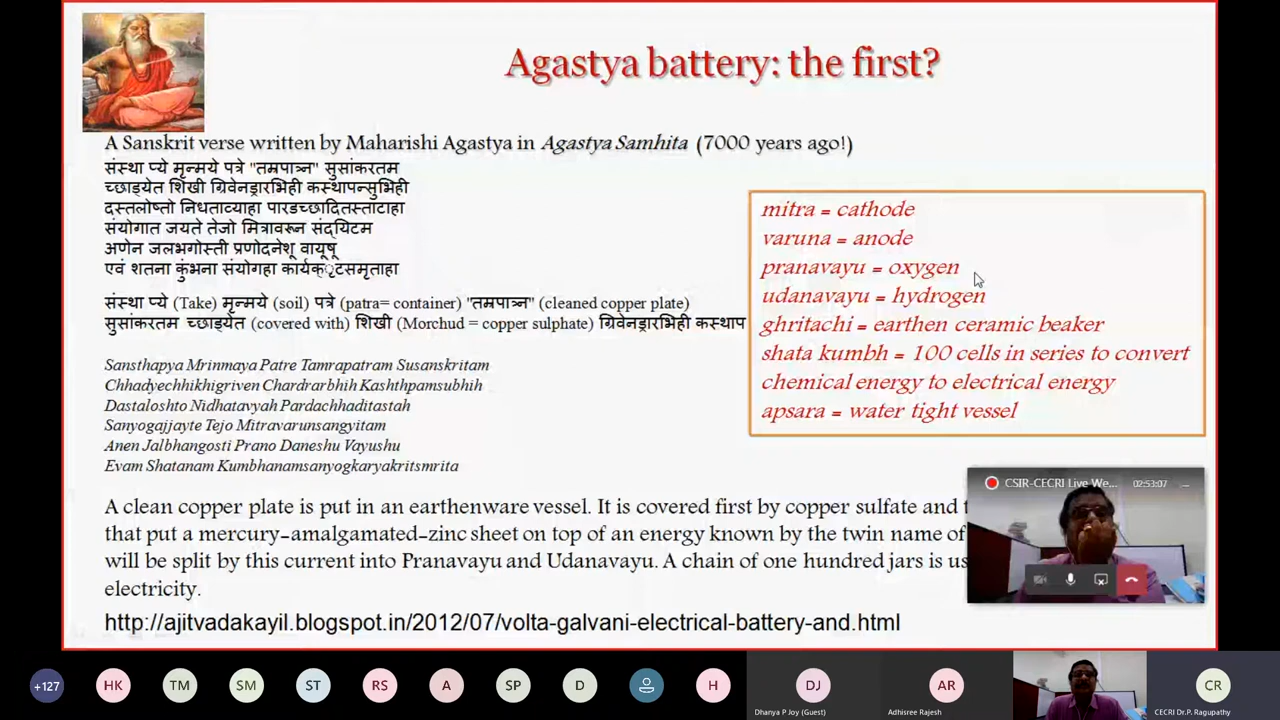 Agastya battery: the first?
A Sanskrit verse written by Maharishi Agastya in Agastya Samhita (7000 years ago!)
संस्था प्ये मृन्मये पत्रे "तम्रपात्र्न" सुसांकरतम
च्छाड्येत शिखी ग्रिवेनड्रारभिही कस्थापन्सुभिही
दस्तलोष्तो निधताव्याहा पारडच्छादितस्ताटाहा
संयोगात जयते तेजो मित्रावरून संद्यिटम
अणेन जलभगोस्ती प्रणोदनेशू वायूषू
एवं शतना कुंभना संयोगहा कार्यक्ृटसमृताहा
संस्था प्ये (Take) मृन्मये (soil) पत्रे (patra= container) "तम्रपात्र्न" (cleaned copper plate)
सुसांकरतम च्छाड्येत (covered with) शिखी (Morchud = copper sulphate) ग्रिवेनड्रारभिही कस्थाप
Sansthapya Mrinmaya Patre Tamrapatram Susanskritam
Chhadyechhikhigriven Chardrarbhih Kashthpamsubhih
Dastaloshto Nidhatavyah Pardachhaditastah
Sanyogajjayte Tejo Mitravarunsangyitam
Anen Jalbhangosti Prano Daneshu Vayushu
Evam Shatanam Kumbhanamsanyogkaryakritsmrita
mitra = cathode
varuna = anode
pranavayu = oxygen
udanavayu = hydrogen
ghritachi = earthen ceramic beaker
shata kumbh = 100 cells in series to convert
chemical energy to electrical energy
apsara = water tight vessel
A clean copper plate is put in an earthenware vessel. It is covered first by copper sulfate and
that put a mercury-amalgamated-zinc sheet on top of an energy known by the twin name of
will be split by this current into Pranavayu and Udanavayu. A chain of one hundred jars is
electricity.
http://ajitvadakayil.blogspot.in/2012/07/volta-galvani-electrical-battery-and.html
CSIR-CECRI Live We... 02:53:07 ...
+127 HK TM SM ST RS A SP D H DJ AR CR
Dhanya P Joy (Guest) Adhisree Rajesh CECRI Dr.P. Ragupathy